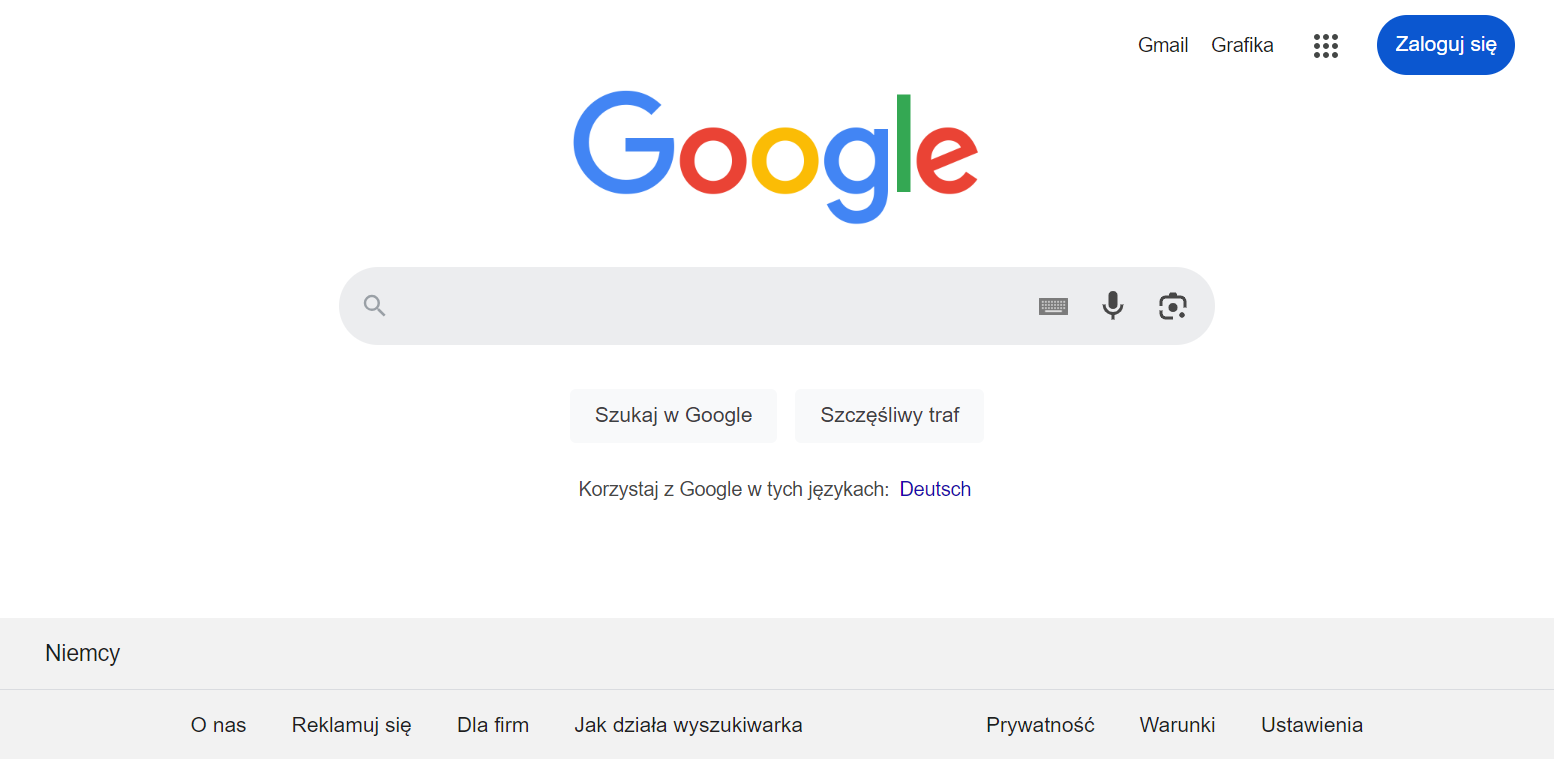 Gmail Grafika Zaloguj się
Google
Szukaj w Google Szczęśliwy traf
Korzystaj z Google w tych językach: Deutsch
Niemcy
O nas Reklamuj się Dla firm Jak działa wyszukiwarka Prywatność Warunki Ustawienia